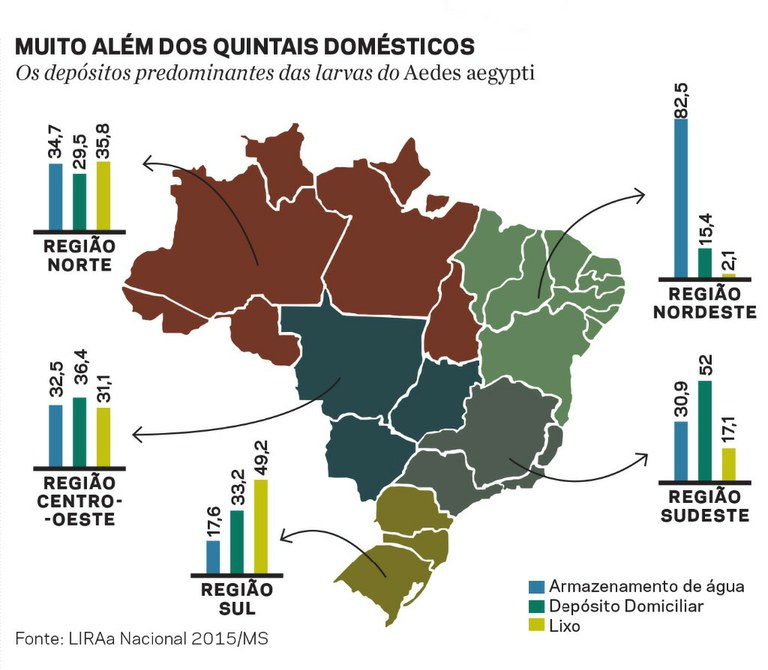 MUITO ALÉM DOS QUINTAIS DOMÉSTICOS
Os depósitos predominantes das larvas do Aedes aegypti
34,7
29,5
35,8
REGIÃO
NORTE
82,5
15,4
2,1
REGIÃO
NORDESTE
32,5
36,4
31,1
REGIÃO
CENTRO-
-OESTE
30,9
52
17,1
REGIÃO
SUDESTE
17,6
33,2
49,2
REGIÃO
SUL
Armazenamento de água
Depósito Domiciliar
Lixo
Fonte: LIRAa Nacional 2015/MS